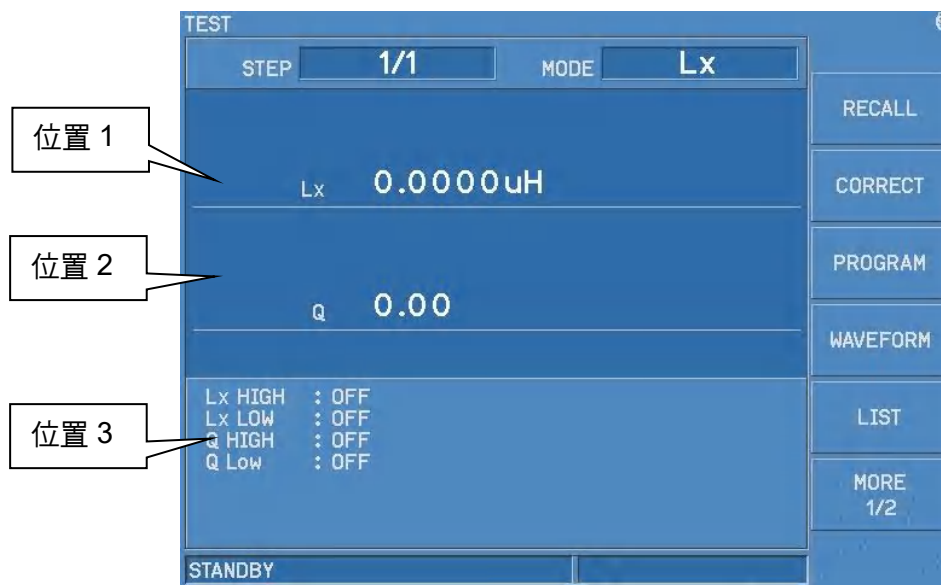 TEST
STEP 1/1 MODE Lx
位置 1
Lx 0.0000uH
位置 2
Q 0.00
位置 3
Lx HIGH : OFF
Lx LOW : OFF
Q HIGH : OFF
Q Low : OFF
STANDBY
RECALL
CORRECT
PROGRAM
WAVEFORM
LIST
MORE
1/2